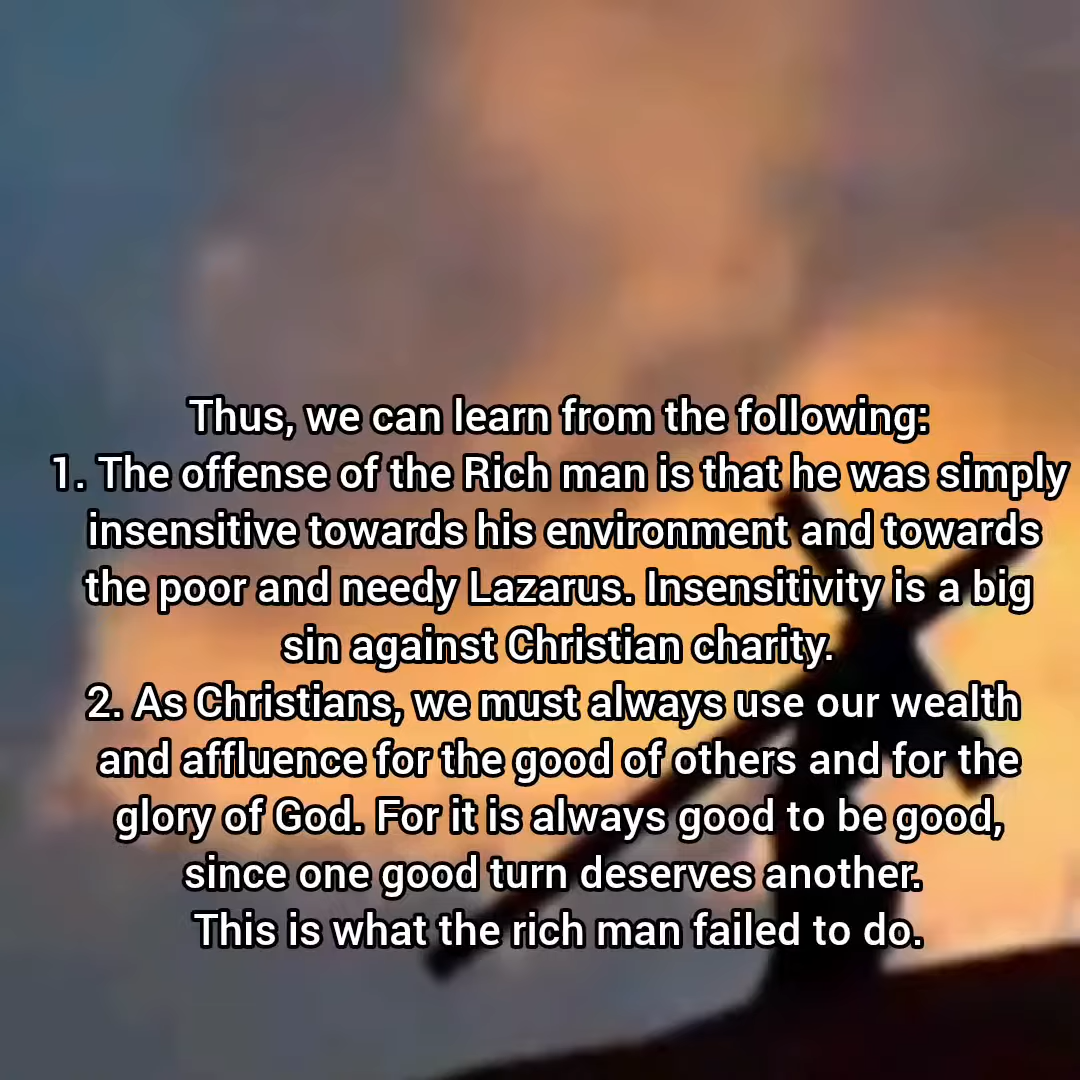 Thus, we can learn from the following:
1. The offense of the Rich man is that he was simply
insensitive towards his environment and towards
the poor and needy Lazarus. Insensitivity is a big
sin against Christian charity.
2. As Christians, we must always use our wealth
and affluence for the good of others and for the
glory of God. For it is always good to be good,
since one good turn deserves another.
This is what the rich man failed to do.